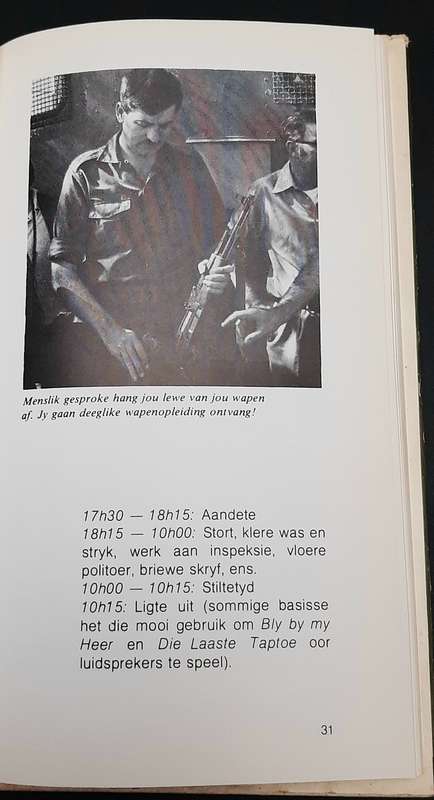 Menslik gesproke hang jou lewe van jou wapen
af. Jy gaan deeglike wapenopleiding ontvang!
17h30 — 18h15: Aandete
18h15 — 10h00: Stort, klere was en
stryk, werk aan inspeksie, vloere
politoer, briewe skryf, ens.
10h00 — 10h15: Stiltetyd
10h15: Ligte uit (sommige basisse
het die mooi gebruik om Bly by my
Heer en Die Laaste Taptoe oor
luidsprekers te speel).
31